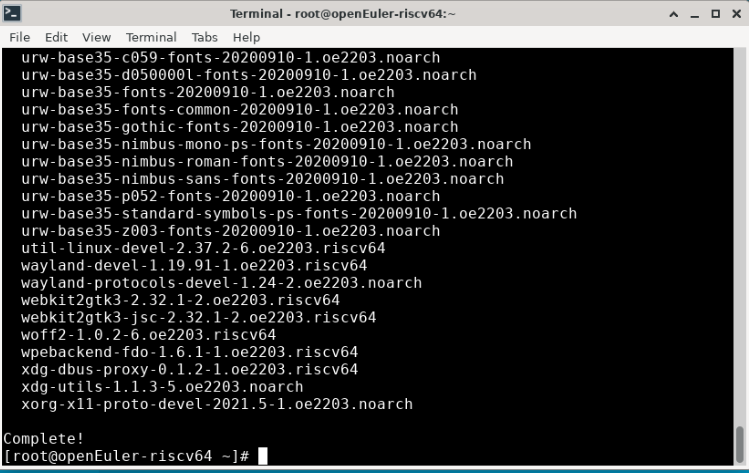 Terminal - root@openEuler-riscv64:~
File Edit View Terminal Tabs Help
urw-base35-c059-fonts-20200910-1.oe2203.noarch
urw-base35-d050000l-fonts-20200910-1.oe2203.noarch
urw-base35-fonts-20200910-1.oe2203.noarch
urw-base35-fonts-common-20200910-1.oe2203.noarch
urw-base35-gothic-fonts-20200910-1.oe2203.noarch
urw-base35-nimbus-mono-ps-fonts-20200910-1.oe2203.noarch
urw-base35-nimbus-roman-fonts-20200910-1.oe2203.noarch
urw-base35-nimbus-sans-fonts-20200910-1.oe2203.noarch
urw-base35-p052-fonts-20200910-1.oe2203.noarch
urw-base35-standard-symbols-ps-fonts-20200910-1.oe2203.noarch
urw-base35-z003-fonts-20200910-1.oe2203.noarch
util-linux-devel-2.37.2-6.oe2203.riscv64
wayland-devel-1.19.91-1.oe2203.riscv64
wayland-protocols-devel-1.24-2.oe2203.noarch
webkit2gtk3-2.32.1-2.oe2203.riscv64
webkit2gtk3-jsc-2.32.1-2.oe2203.riscv64
woff2-1.0.2-6.oe2203.riscv64
wpebackend-fdo-1.6.1-1.oe2203.riscv64
xdg-dbus-proxy-0.1.2-1.oe2203.riscv64
xdg-utils-1.1.3-5.oe2203.noarch
xorg-x11-proto-devel-2021.5-1.oe2203.noarch
Complete!
[root@openEuler-riscv64 ~]#